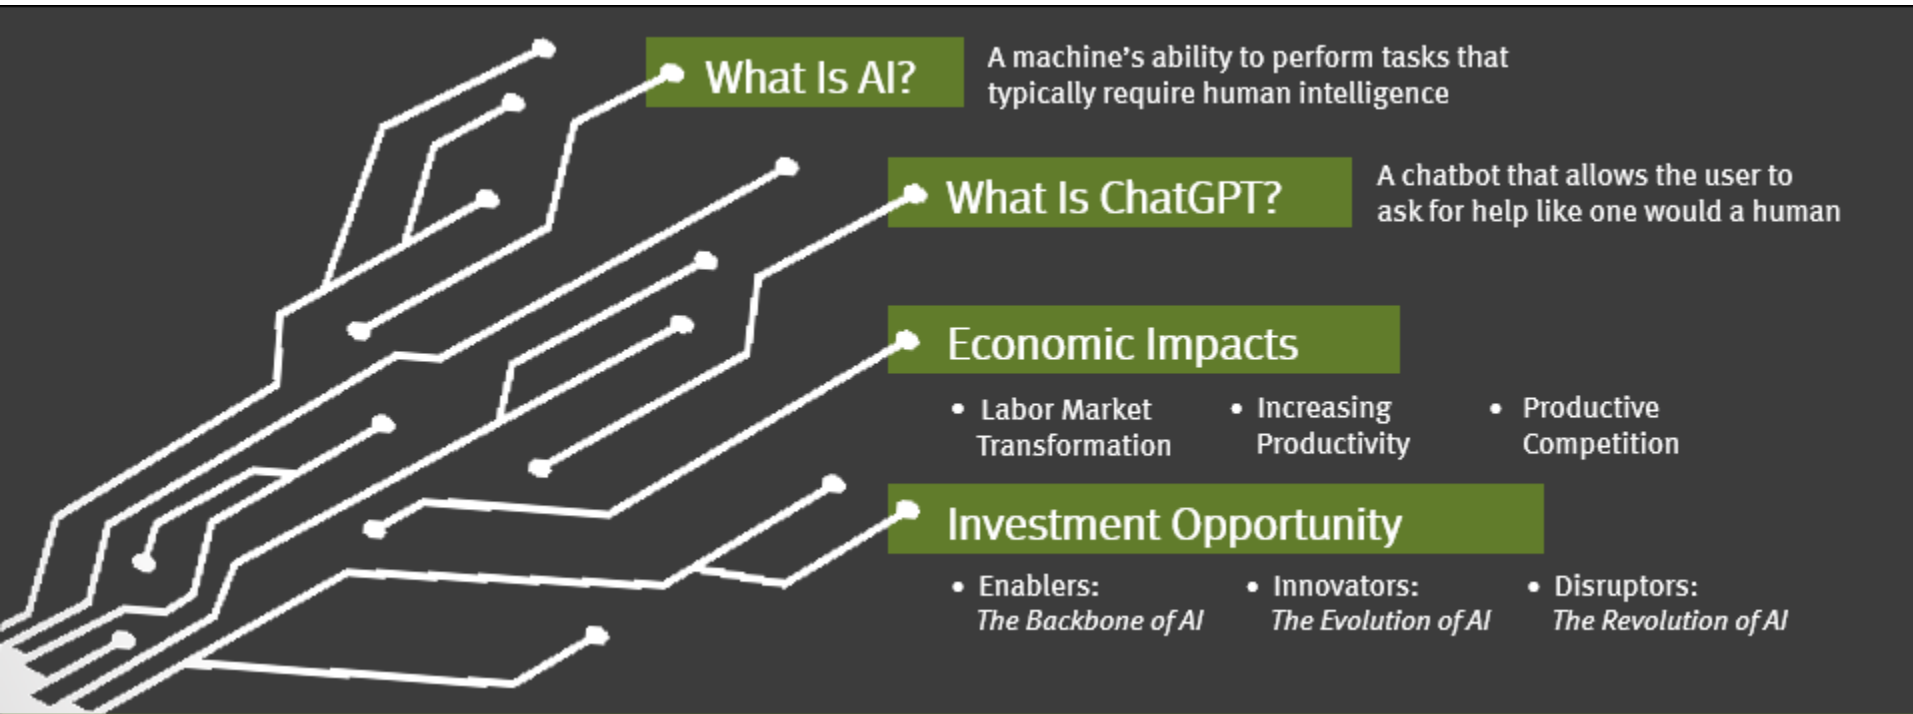 What Is AI?
A machine’s ability to perform tasks that
typically require human intelligence
What Is ChatGPT?
A chatbot that allows the user to
ask for help like one would a human
Economic Impacts
• Labor Market
Transformation
• Increasing
Productivity
• Productive
Competition
Investment Opportunity
• Enablers:
The Backbone of AI
• Innovators:
The Evolution of AI
• Disruptors:
The Revolution of AI